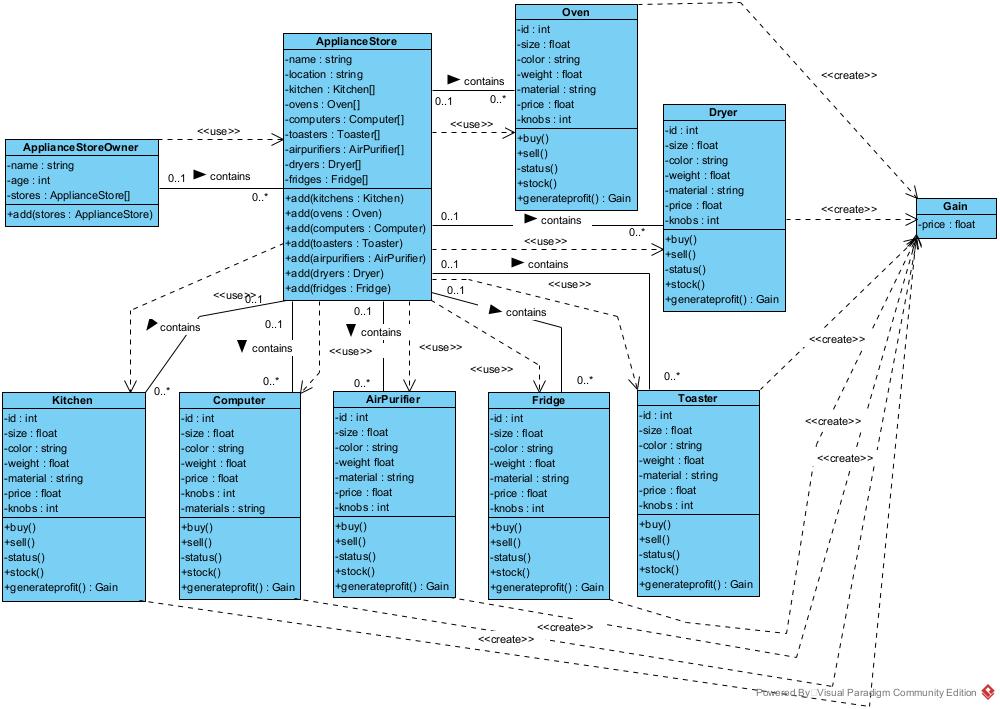 ApplianceStoreOwner
-name : string
-age : int
-stores : ApplianceStore[]
+add(stores : ApplianceStore)
<<use>>
0..1
contains
0..*
ApplianceStore
-name : string
-location : string
-kitchen : Kitchen[]
-ovens : Oven[]
-computers : Computer[]
-toasters : Toaster[]
-airpurifiers : AirPurifier[]
-dryers : Dryer[]
-fridges : Fridge[]
+add(kitchens : Kitchen)
+add(ovens : Oven)
+add(computers : Computer)
+add(toasters : Toaster)
+add(airpurifiers : AirPurifier)
+add(dryers : Dryer)
+add(fridges : Fridge)
contains
0..1
0..*
<<use>>
Oven
-id : int
-size : float
-color : string
-weight : float
-material : string
-price : float
-knobs : int
+buy()
+sell()
-status()
+stock()
+generateprofit() : Gain
<<create>>
0..1
contains
0..*
<<use>>
Dryer
-id : int
-size : float
-color : string
-weight : float
-material : string
-price : float
-knobs : int
+buy()
+sell()
-status()
+stock()
+generateprofit() : Gain
<<create>>
Gain
-price : float
0..1
contains
<<use>>
0..*
0..1
contains
<<use>>
0..*
<<use>>
0..1
contains
0..*
0..1
contains
0..*
<<use>>
0..1
contains
0..*
<<use>>
Kitchen
-id : int
-size : float
-color : string
-weight : float
-material : string
-price : float
-knobs : int
+buy()
+sell()
-status()
+stock()
+generateprofit() : Gain
Computer
-id : int
-size : float
-color : string
-weight : float
-price : float
-knobs : int
-materials : string
+buy()
+sell()
-status()
+stock()
+generateprofit() : Gain
AirPurifier
-id : int
-size : float
-color : string
-weight float
-material : string
-price : float
-knobs : int
+buy()
+sell()
-status()
+stock()
+generateprofit() : Gain
Fridge
-id : int
-size : float
-color : string
-weight : float
-material : string
-price : float
-knobs : int
+buy()
+sell()
-status()
+stock()
+generateprofit() : Gain
Toaster
-id : int
-size : float
-color : string
-weight : float
-material : string
-price : float
-knobs : int
+buy()
+sell()
-status()
+stock()
+generateprofit() : Gain
<<create>>
<<create>>
<<create>>
<<create>>
<<create>>
Powered By Visual Paradigm Community Edition